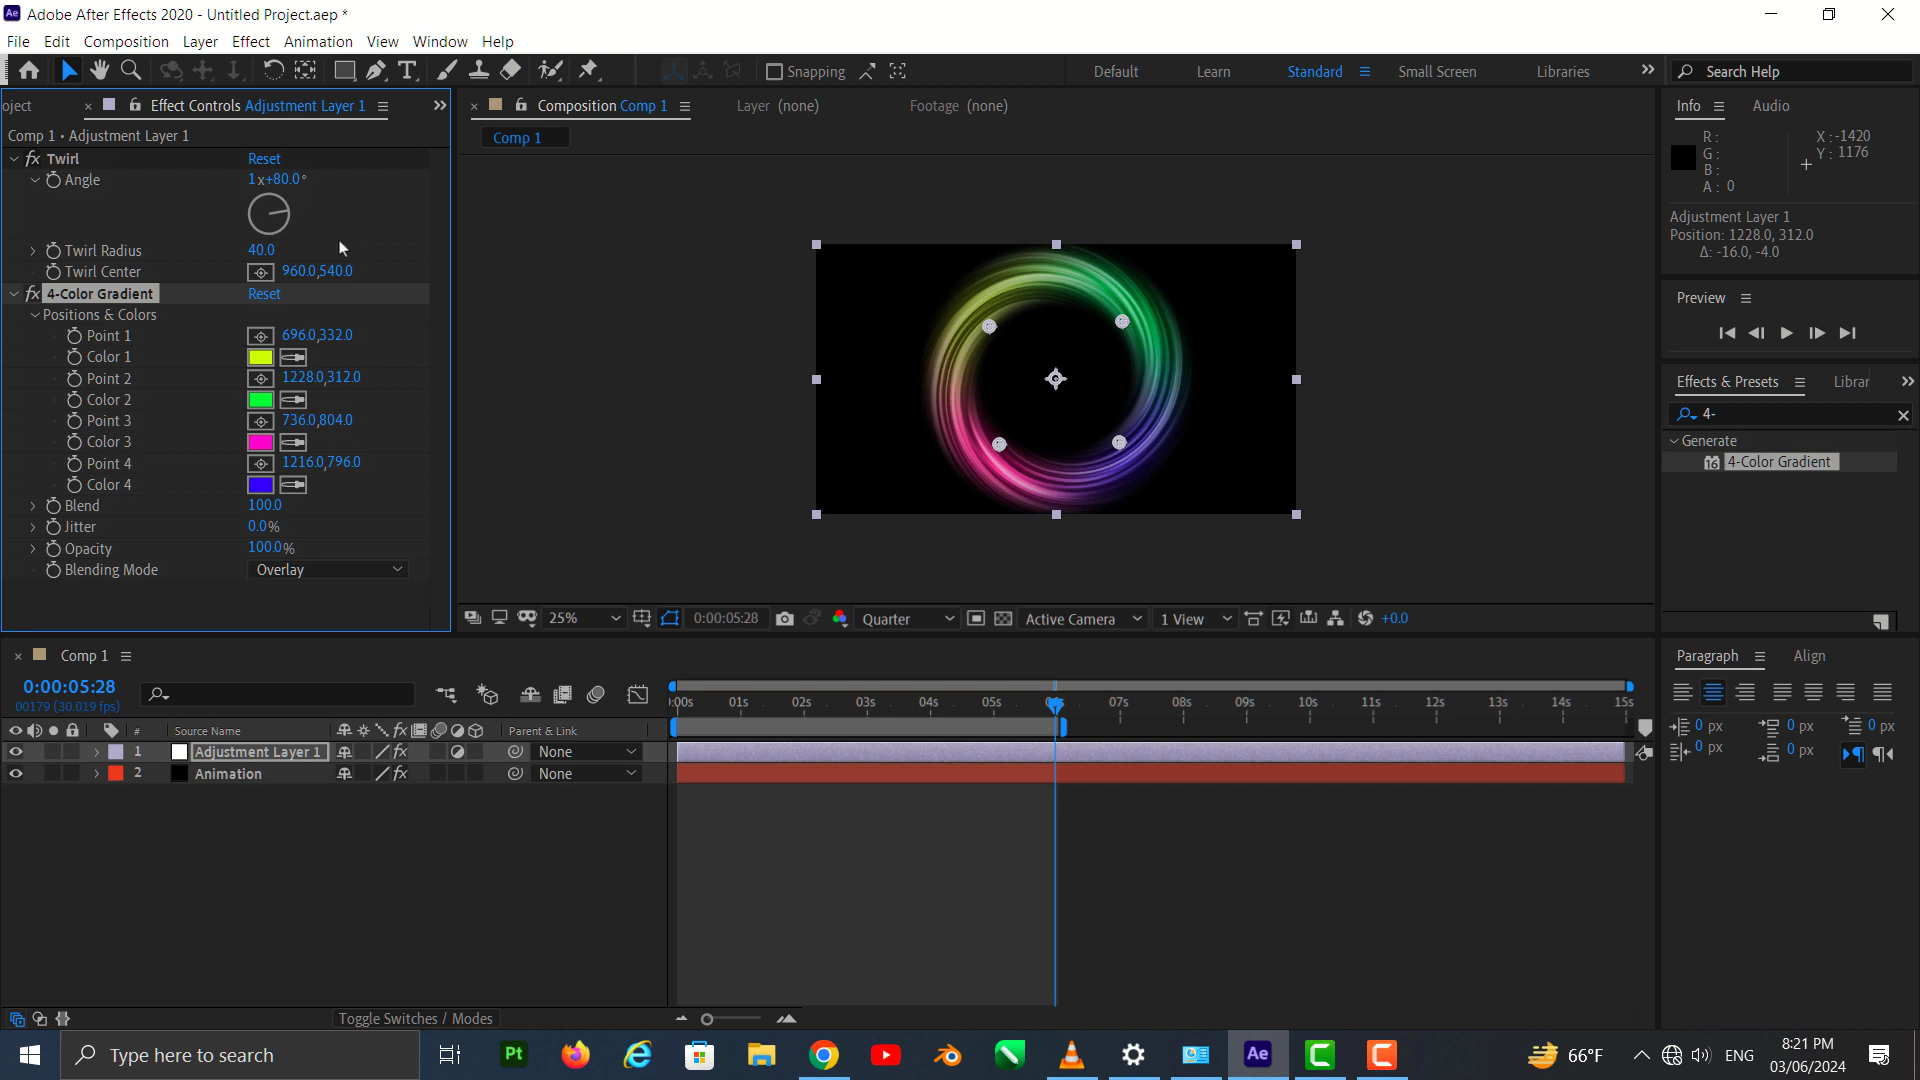 Adobe After Effects 2020 - Untitled Project.aep *
File Edit Composition Layer Effect Animation View Window Help
Snapping Default Learn Standard Small Screen Libraries Search Help
oject Effect Controls Adjustment Layer 1
Comp 1 • Adjustment Layer 1
fx Twirl Reset
Angle 1x+80.0°
Twirl Radius 40.0
Twirl Center 960.0,540.0
fx 4-Color Gradient Reset
Positions & Colors
Point 1 696.0,332.0
Color 1
Point 2 1228.0,312.0
Color 2
Point 3 736.0,804.0
Color 3
Point 4 1216.0,796.0
Color 4
Blend 100.0
Jitter 0.0%
Opacity 100.0%
Blending Mode Overlay
Composition Comp 1 Layer (none) Footage (none)
Comp 1
25% 0:00:05:28 Quarter Active Camera 1 View +0.0
Info Audio
R :
G :
B :
A : 0
X : -1420
Y : 1176
Adjustment Layer 1
Position: 1228.0, 312.0
Δ: -16.0, -4.0
Preview
Effects & Presets Librar
4-
Generate
16 4-Color Gradient
Comp 1
0:00:05:28
00179 (30.019 fps)
# Source Name fx Parent & Link
1 Adjustment Layer 1 fx None
2 Animation fx None
:00s 01s 02s 03s 04s 05s 07s 08s 09s 10s 11s 12s 13s 14s 15s
Toggle Switches / Modes
Paragraph Align
0 px 0 px 0 px
0 px 0 px
Type here to search
Pt
Ae
66°F
ENG
8:21 PM
03/06/2024